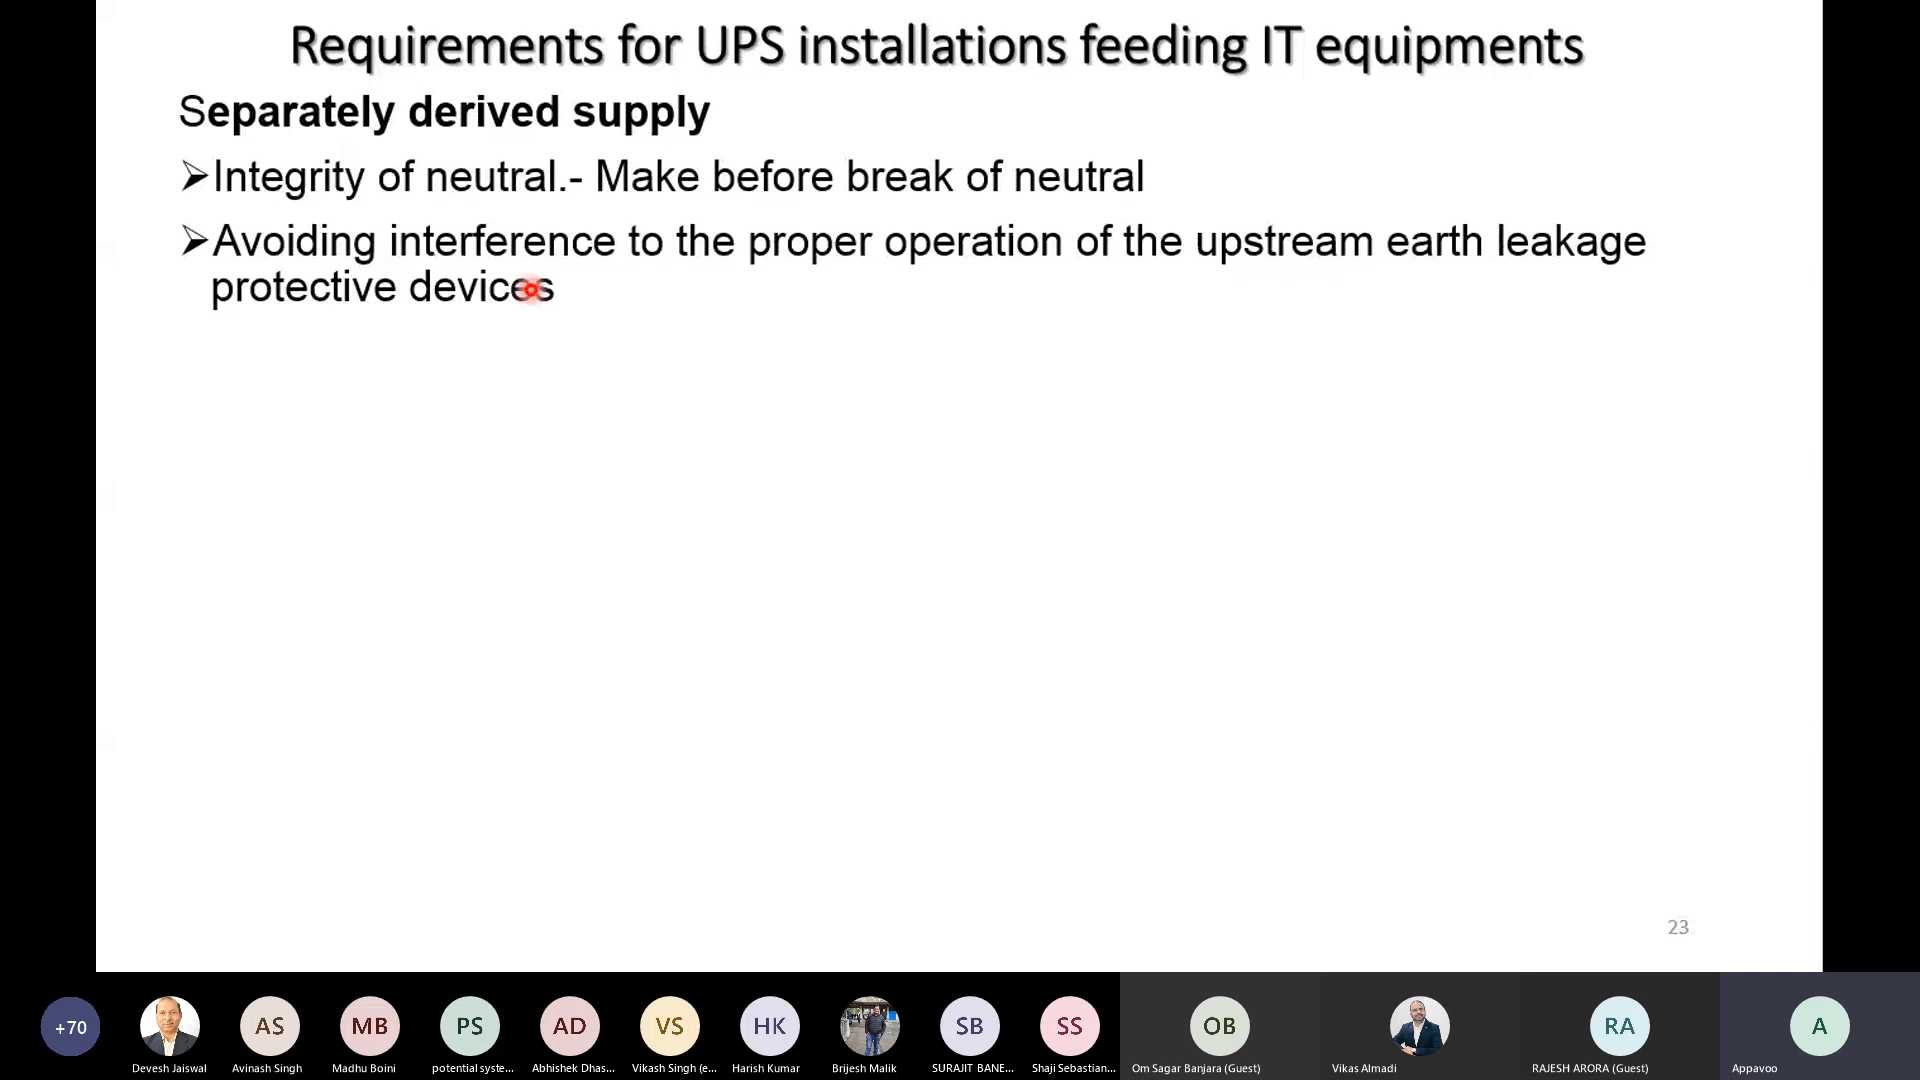 Requirements for UPS installations feeding IT equipments
Separately derived supply
➢Integrity of neutral.- Make before break of neutral
➢Avoiding interference to the proper operation of the upstream earth leakage
protective devices
23
+70
AS
MB
PS
AD
VS
HK
SB
SS
OB
RA
A
Devesh Jaiswal
Avinash Singh
Madhu Boini
potential syste...
Abhishek Dhas...
Vikash Singh (e...
Harish Kumar
Brijesh Malik
SURAJIT BANE...
Shaji Sebastian...
Om Sagar Banjara (Guest)
Vikas Almadi
RAJESH ARORA (Guest)
Appavoo